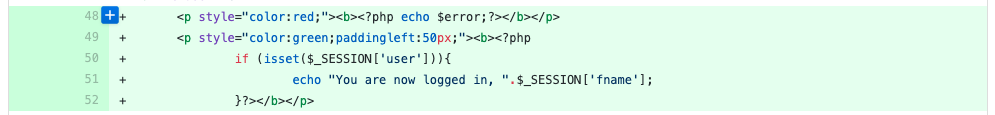 48 + <p style="color:red;"><b><?php echo $error;?></b></p>
49 + <p style="color:green;paddingleft:50px;"><b><?php
50 + if (isset($_SESSION['user'])){
51 + echo "You are now logged in, ".$_SESSION['fname'];
52 + }?></b></p>